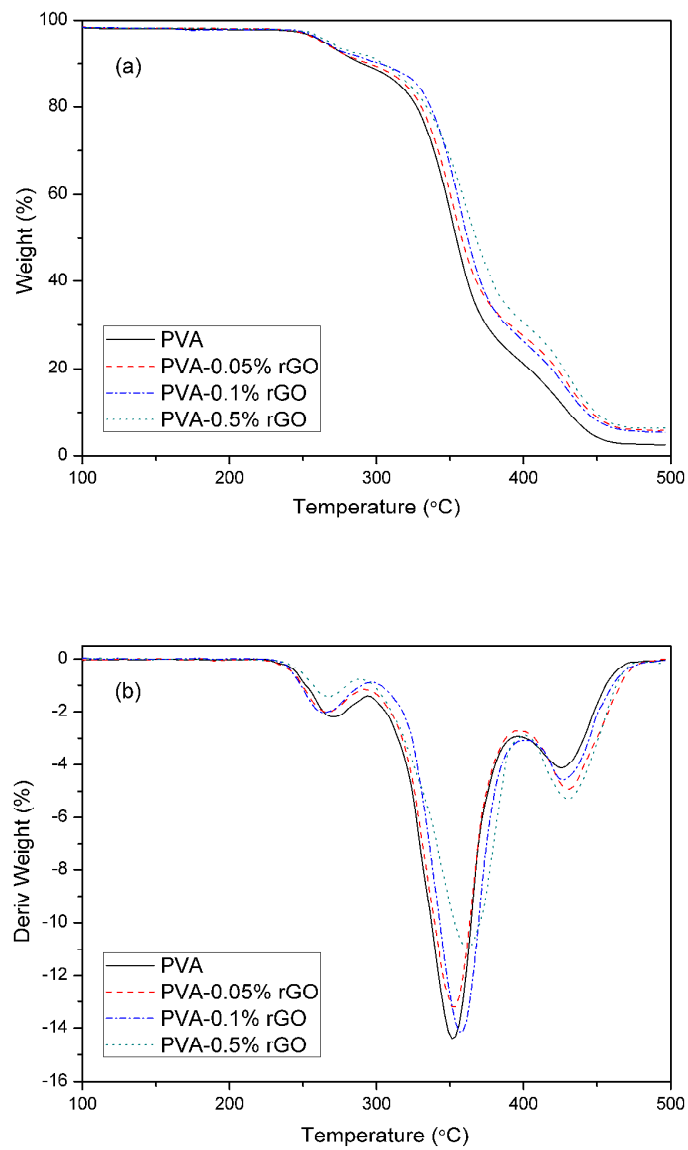 100
80
60
40
20
0
Weight (%)
(a)
PVA
PVA-0.05% rGO
PVA-0.1% rGO
PVA-0.5% rGO
100 200 300 400 500
Temperature (°C)
0
-2
-4
-6
-8
-10
-12
-14
-16
Deriv Weight (%)
(b)
PVA
PVA-0.05% rGO
PVA-0.1% rGO
PVA-0.5% rGO
100 200 300 400 500
Temperature (°C)